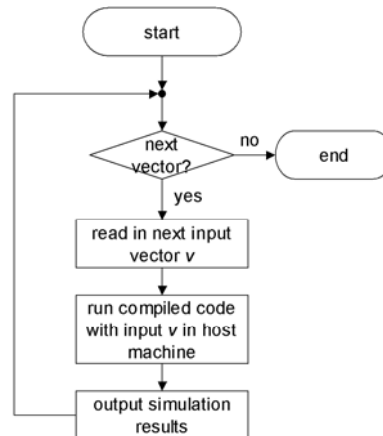 start
next
vector?
no
end
yes
read in next input
vector v
run compiled code
with input v in host
machine
output simulation
results